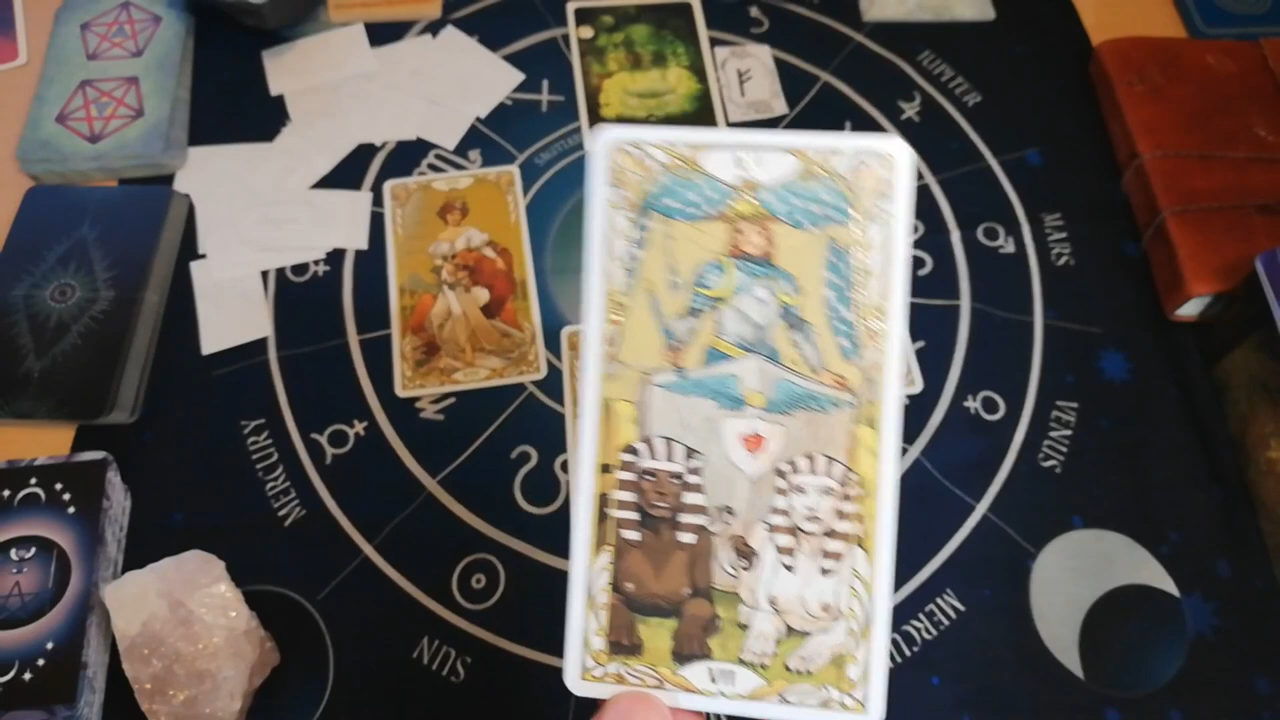 JUPITER
SAGITTARIUS
MARS
VENUS
MERCURY
MERCURY
SUN
VII